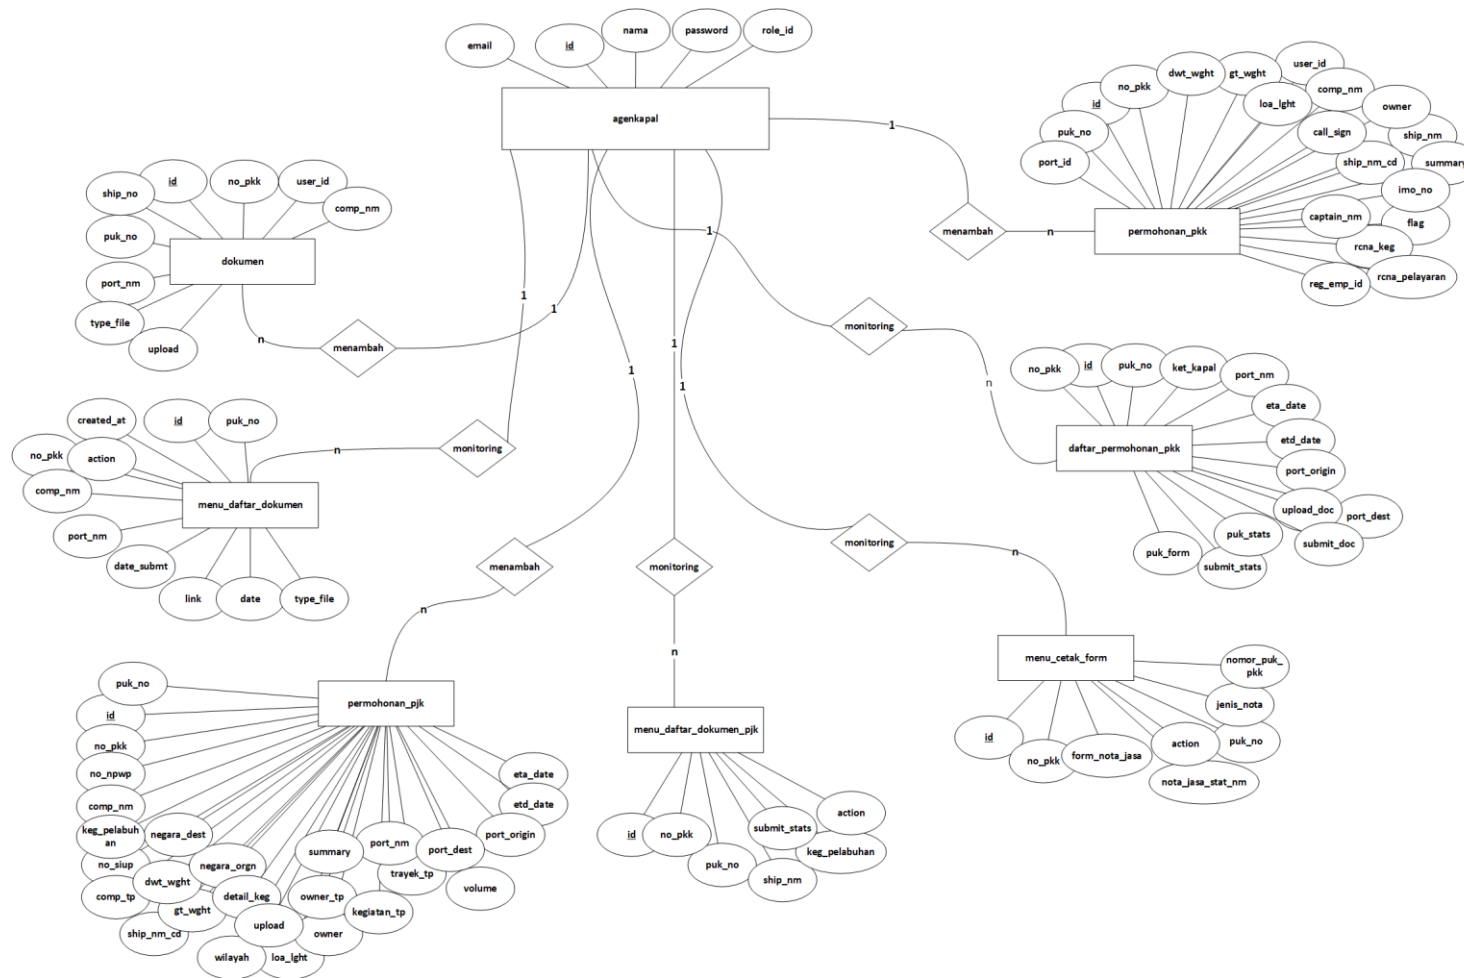 email
id
nama
password
role_id
agenkapal
1
menambah
n
permohonan_pkk
port_id
puk_no
id
no_pkk
dwt_wght
gt_wght
user_id
loa_lght
comp_nm
owner
call_sign
ship_nm
ship_nm_cd
summary
imo_no
captain_nm
flag
rcna_keg
rcna_pelayaran
reg_emp_id
ship_no
id
no_pkk
user_id
comp_nm
puk_no
dokumen
port_nm
type_file
upload
n
menambah
1
1
monitoring
n
no_pkk
id
puk_no
ket_kapal
port_nm
eta_date
etd_date
daftar_permohonan_pkk
port_origin
upload_doc
port_dest
submit_doc
puk_stats
submit_stats
puk_form
created_at
id
puk_no
no_pkk
action
comp_nm
menu_daftar_dokumen
port_nm
date_submt
link
date
type_file
n
monitoring
1
1
menambah
n
1
monitoring
n
1
monitoring
n
menu_cetak_form
nomor_puk_
pkk
jenis_nota
puk_no
action
nota_jasa_stat_nm
form_nota_jasa
no_pkk
id
puk_no
id
no_pkk
no_npwp
comp_nm
keg_pelabuh
an
no_siup
comp_tp
ship_nm_cd
negara_dest
dwt_wght
gt_wght
negara_orgn
detail_keg
upload
wilayah
loa_lght
summary
owner_tp
owner
kegiatan_tp
port_nm
trayek_tp
port_dest
volume
port_origin
etd_date
eta_date
permohonan_pjk
menu_daftar_dokumen_pjk
id
no_pkk
puk_no
ship_nm
submit_stats
keg_pelabuhan
action